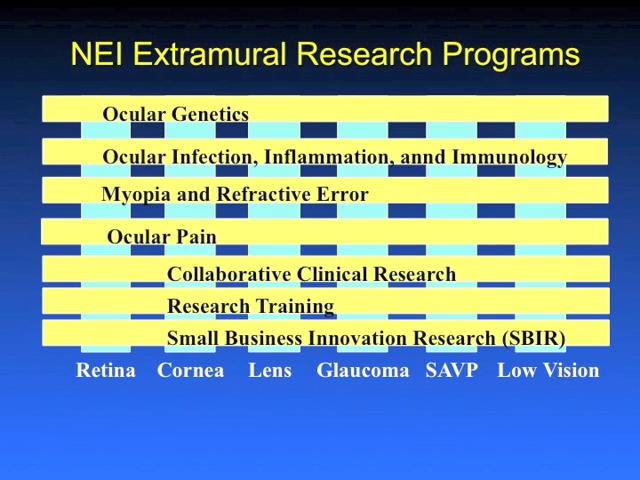 NEI Extramural Research Programs
Ocular Genetics
Ocular Infection, Inflammation, annd Immunology
Myopia and Refractive Error
Ocular Pain
Collaborative Clinical Research
Research Training
Small Business Innovation Research (SBIR)
Retina Cornea Lens Glaucoma SAVP Low Vision